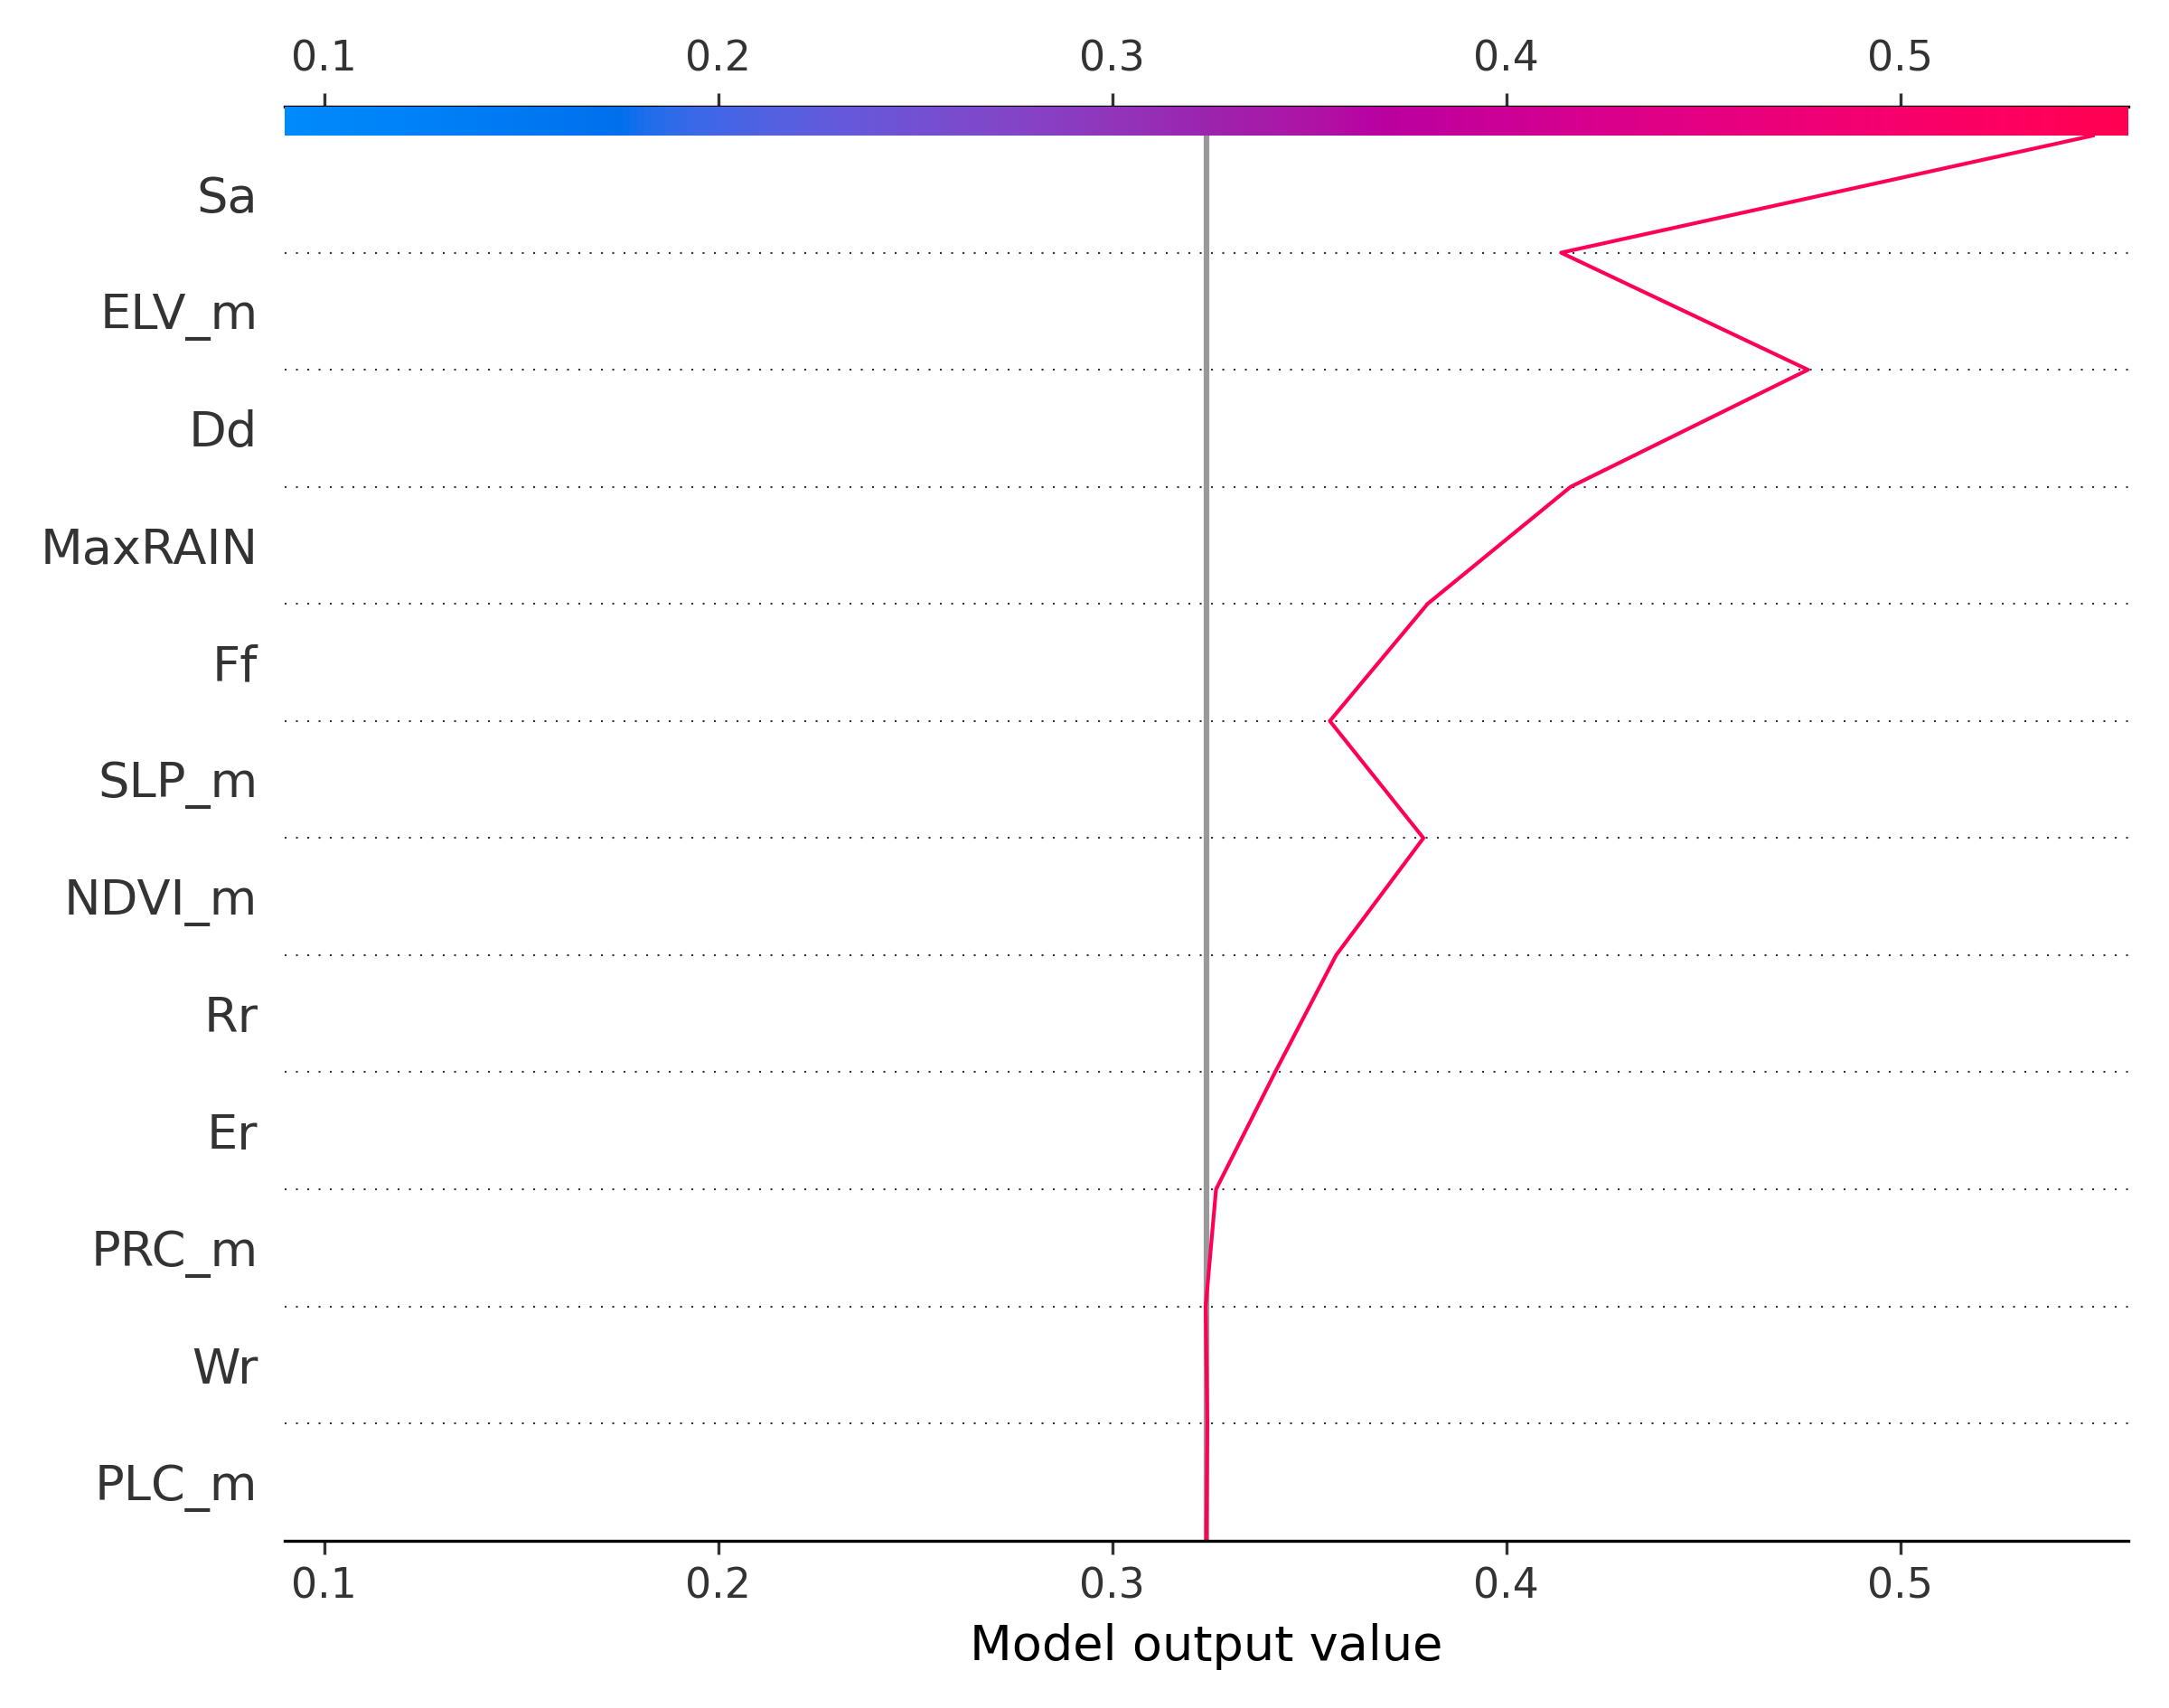 0.1 0.2 0.3 0.4 0.5
Sa
ELV_m
Dd
MaxRAIN
Ff
SLP_m
NDVI_m
Rr
Er
PRC_m
Wr
PLC_m
0.1 0.2 0.3 0.4 0.5
Model output value